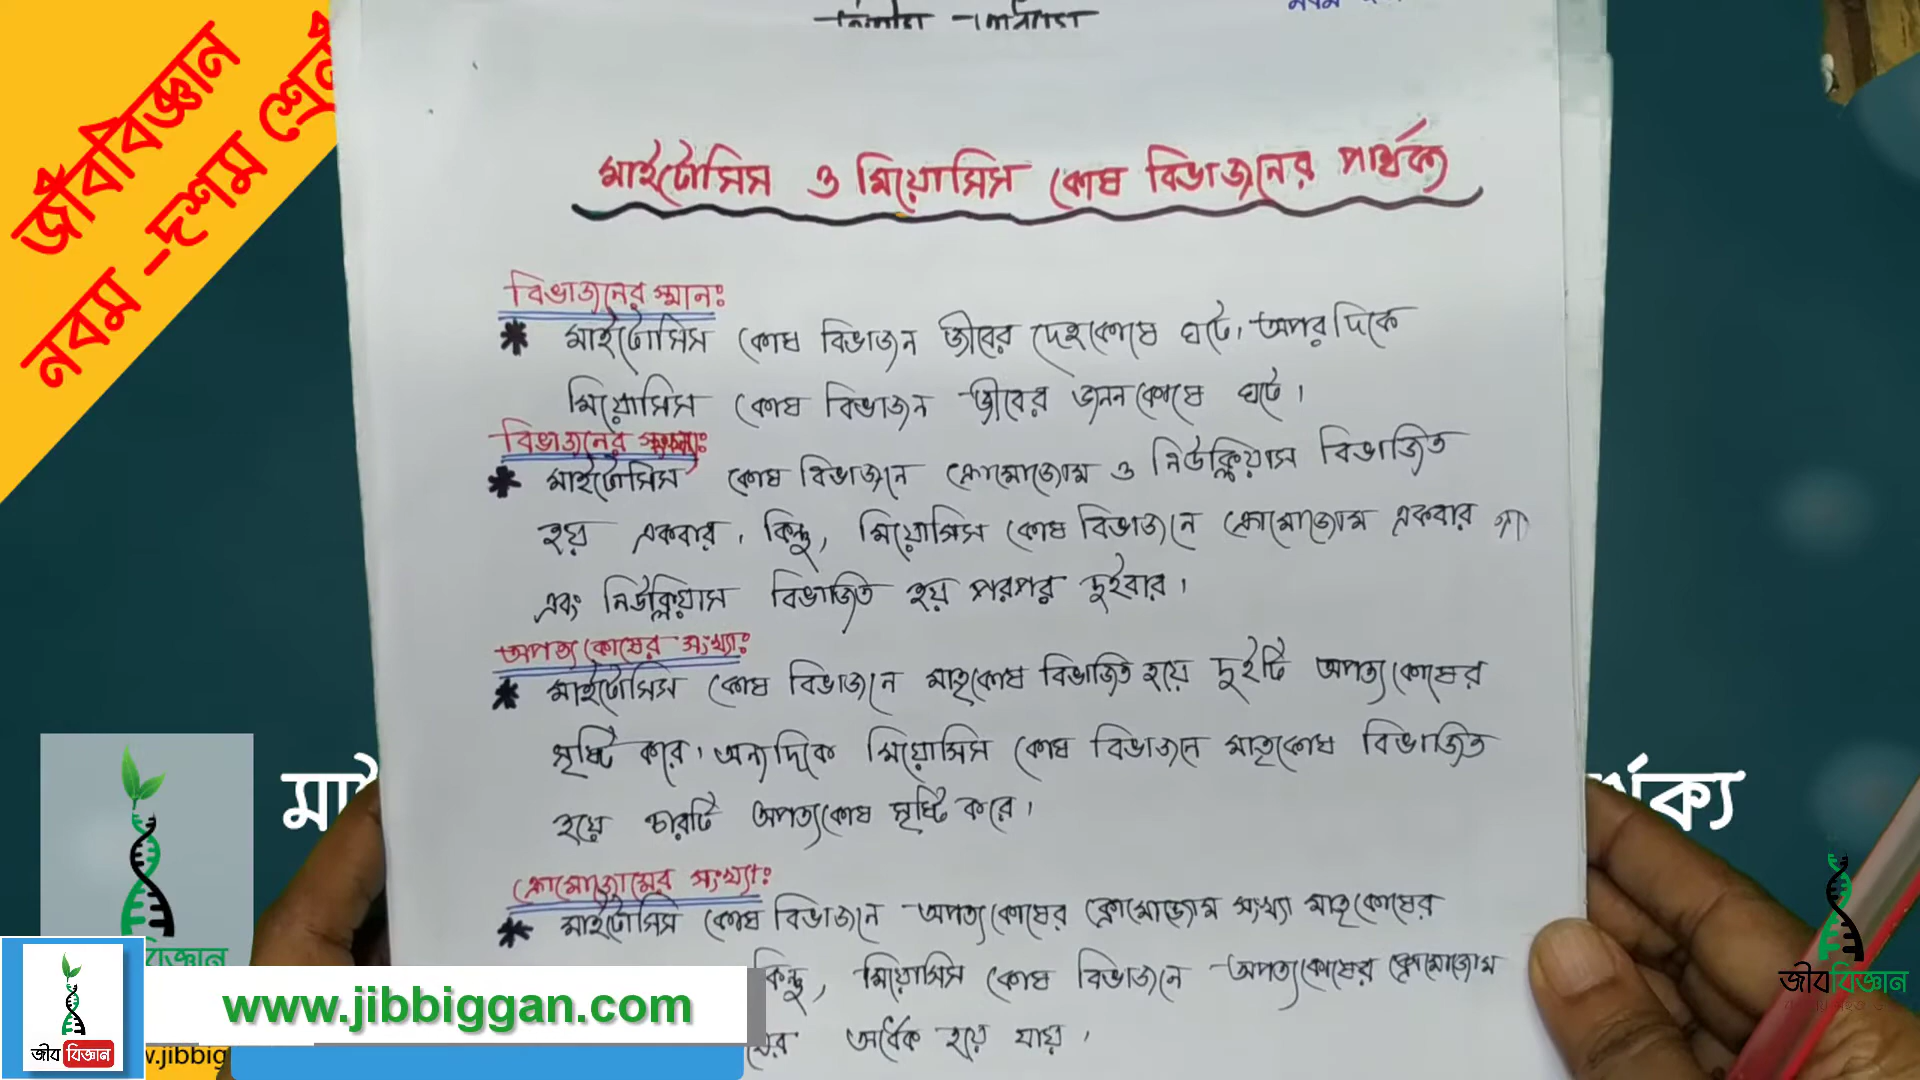 জীববিজ্ঞান
নবম -দশম শ্রেণী
মাইটোসিস ও মিয়োসিস কোষ বিভাজনের পার্থক্য
বিভাজনের স্থানঃ
* মাইটোসিস কোষ বিভাজন জীবের দেহকোষে ঘটে। অপর দিকে
মিয়োসিস কোষ বিভাজন জীবের জননকোষে ঘটে।
বিভাজনের সংখ্যাঃ
* মাইটোসিস কোষ বিভাজনে ক্রোমোজোম ও নিউক্লিয়াস বিভাজিত
হয় একবার। কিন্তু, মিয়োসিস কোষ বিভাজনে ক্রোমোজোম একবার
এবং নিউক্লিয়াস বিভাজিত হয় পরপর দুইবার।
অপত্য কোষের সংখ্যাঃ
* মাইটোসিস কোষ বিভাজনে মাতৃকোষ বিভাজিত হয়ে দুইটি অপত্য কোষের
সৃষ্টি করে। অন্যদিকে মিয়োসিস কোষ বিভাজনে মাতৃকোষ বিভাজিত
হয়ে চারটি অপত্যকোষ সৃষ্টি করে।
ক্রোমোজোমের সংখ্যাঃ
* মাইটোসিস কোষ বিভাজনে অপত্য কোষের ক্রোমোজোম সংখ্যা মাতৃকোষের
কিন্তু, মিয়োসিস কোষ বিভাজনে অপত্যকোষের ক্রোমোজোম
অর্ধেক হয়ে যায়।
www.jibbiggan.com
জীব বিজ্ঞান
w.jibbig
জীববিজ্ঞান